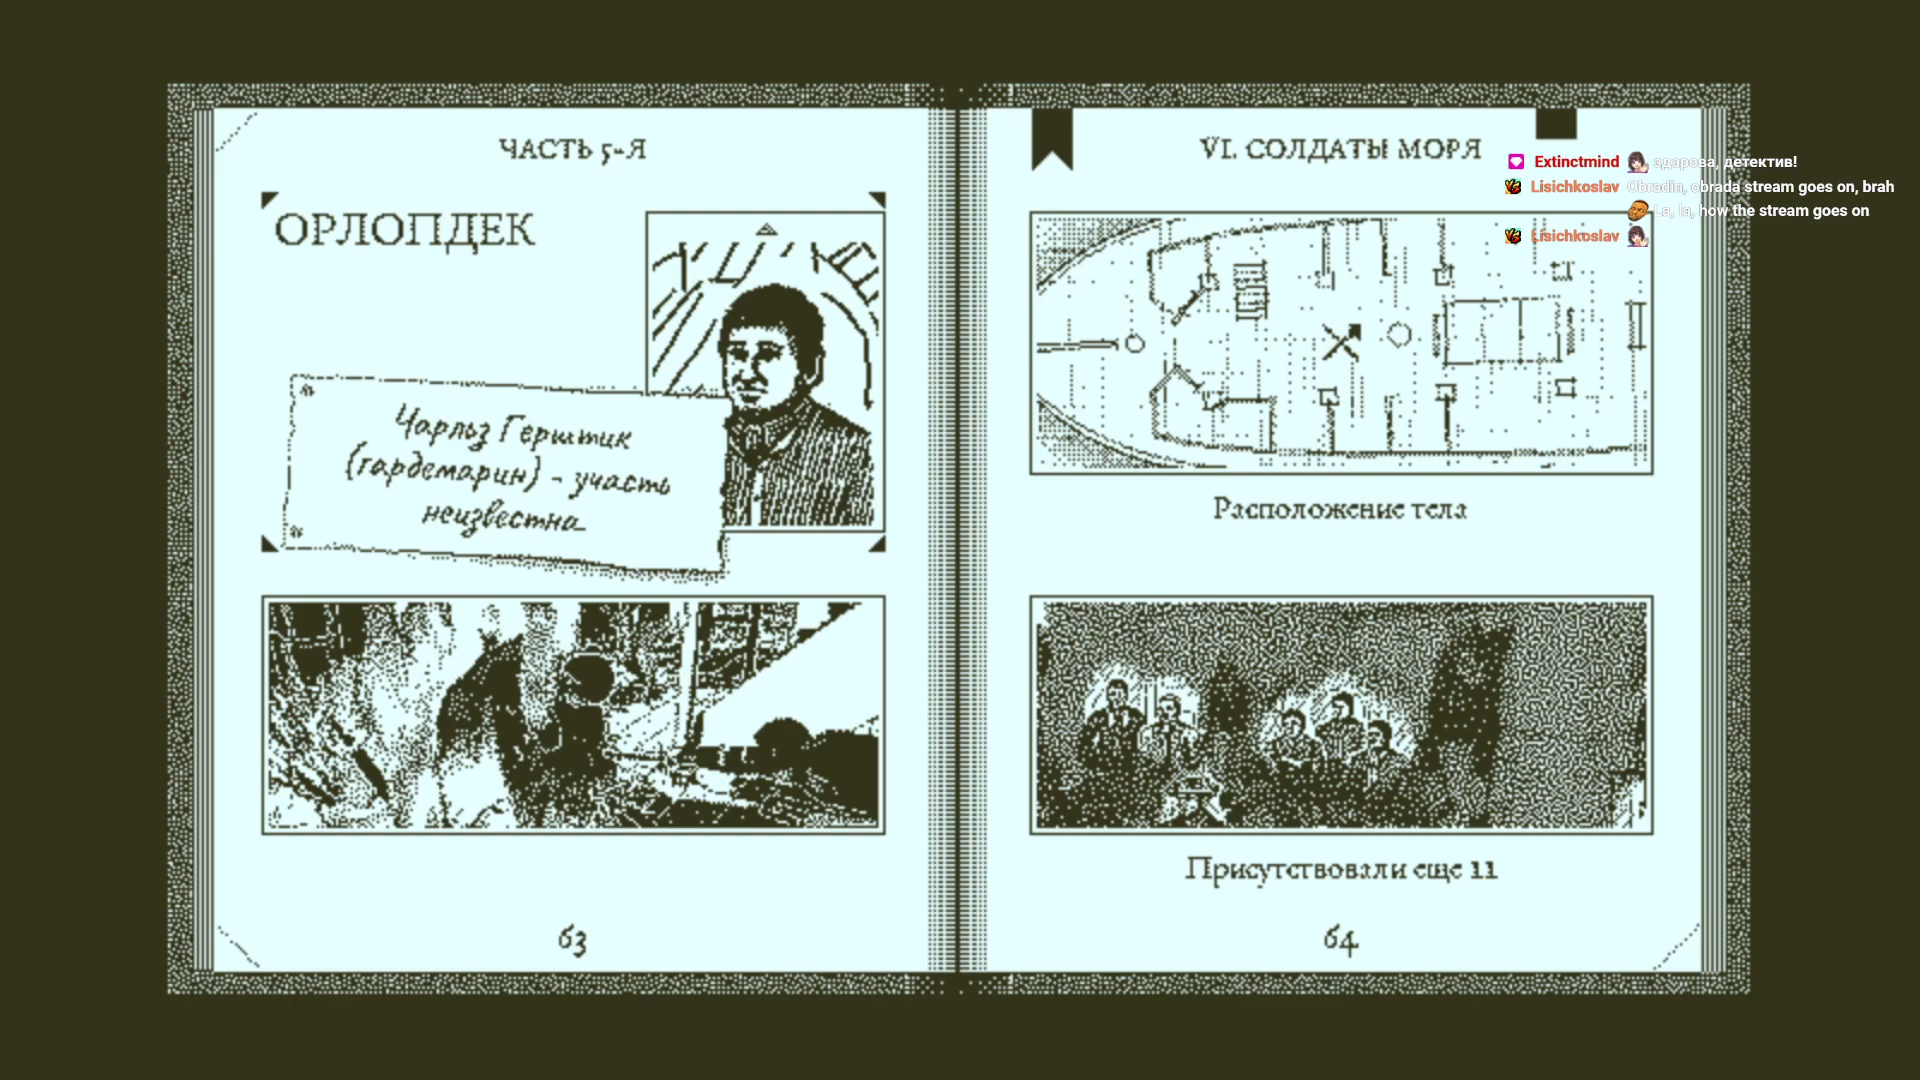 ЧАСТЬ 5-Я
ОРЛОПДЕК
Чарльз Герштик
(гардемарин) - участь
неизвестна
63
VI. СОЛДАТЫ МОРЯ
Расположение тела
Присутствовали еще 11
64
Extinctmind здарова, детектив!
Lisichkoslav Obradin, obrada stream goes on, brah
La, la, how the stream goes on
Lisichkoslav